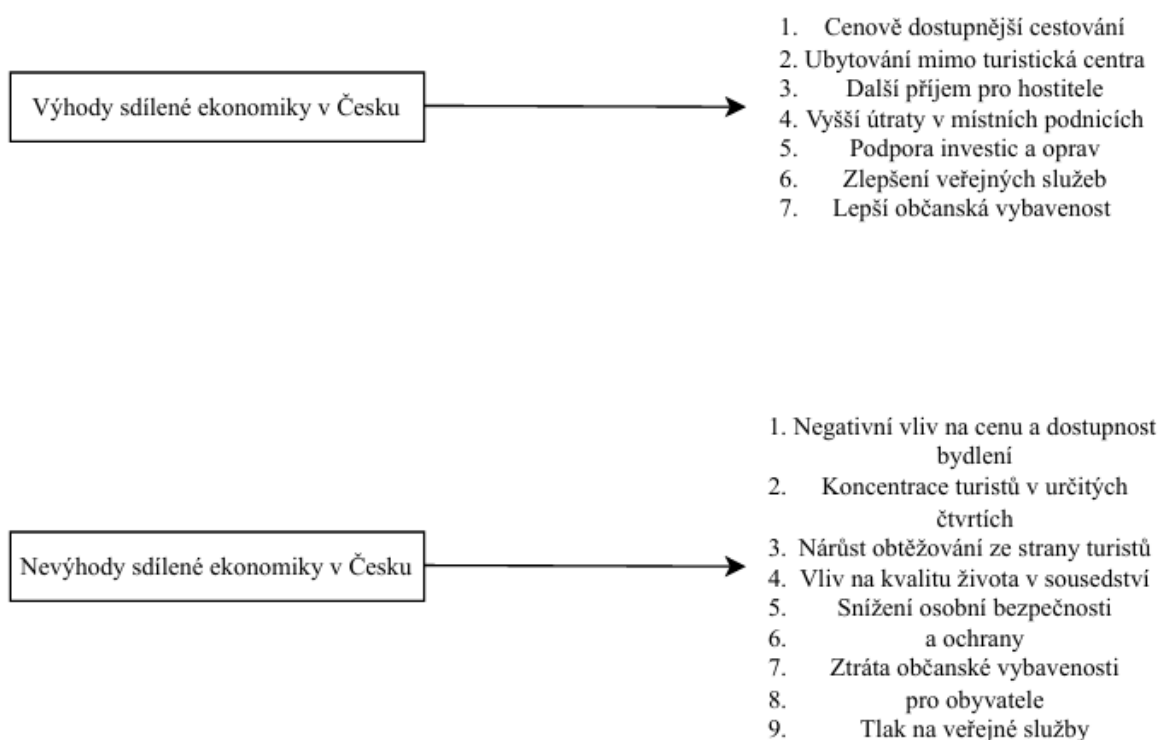 Výhody sdílené ekonomiky v Česku
1. Cenově dostupnější cestování
2. Ubytování mimo turistická centra
3. Další příjem pro hostitele
4. Vyšší útraty v místních podnicích
5. Podpora investic a oprav
6. Zlepšení veřejných služeb
7. Lepší občanská vybavenost
Nevýhody sdílené ekonomiky v Česku
1. Negativní vliv na cenu a dostupnost
bydlení
2. Koncentrace turistů v určitých
čtvrtích
3. Nárůst obtěžování ze strany turistů
4. Vliv na kvalitu života v sousedství
5. Snížení osobní bezpečnosti
6. a ochrany
7. Ztráta občanské vybavenosti
8. pro obyvatele
9. Tlak na veřejné služby